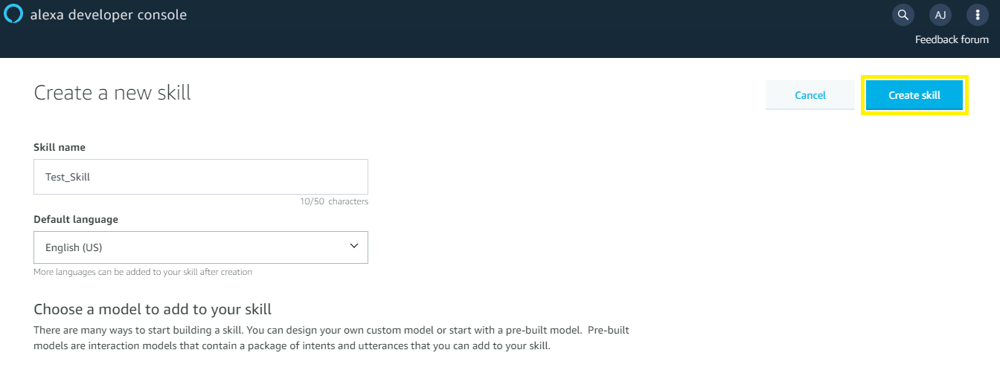 alexa developer console
AJ
Feedback forum
Create a new skill
Cancel
Create skill
Skill name
Test_Skill
10/50 characters
Default language
English (US)
More languages can be added to your skill after creation
Choose a model to add to your skill
There are many ways to start building a skill. You can design your own custom model or start with a pre-built model. Pre-built
models are interaction models that contain a package of intents and utterances that you can add to your skill.